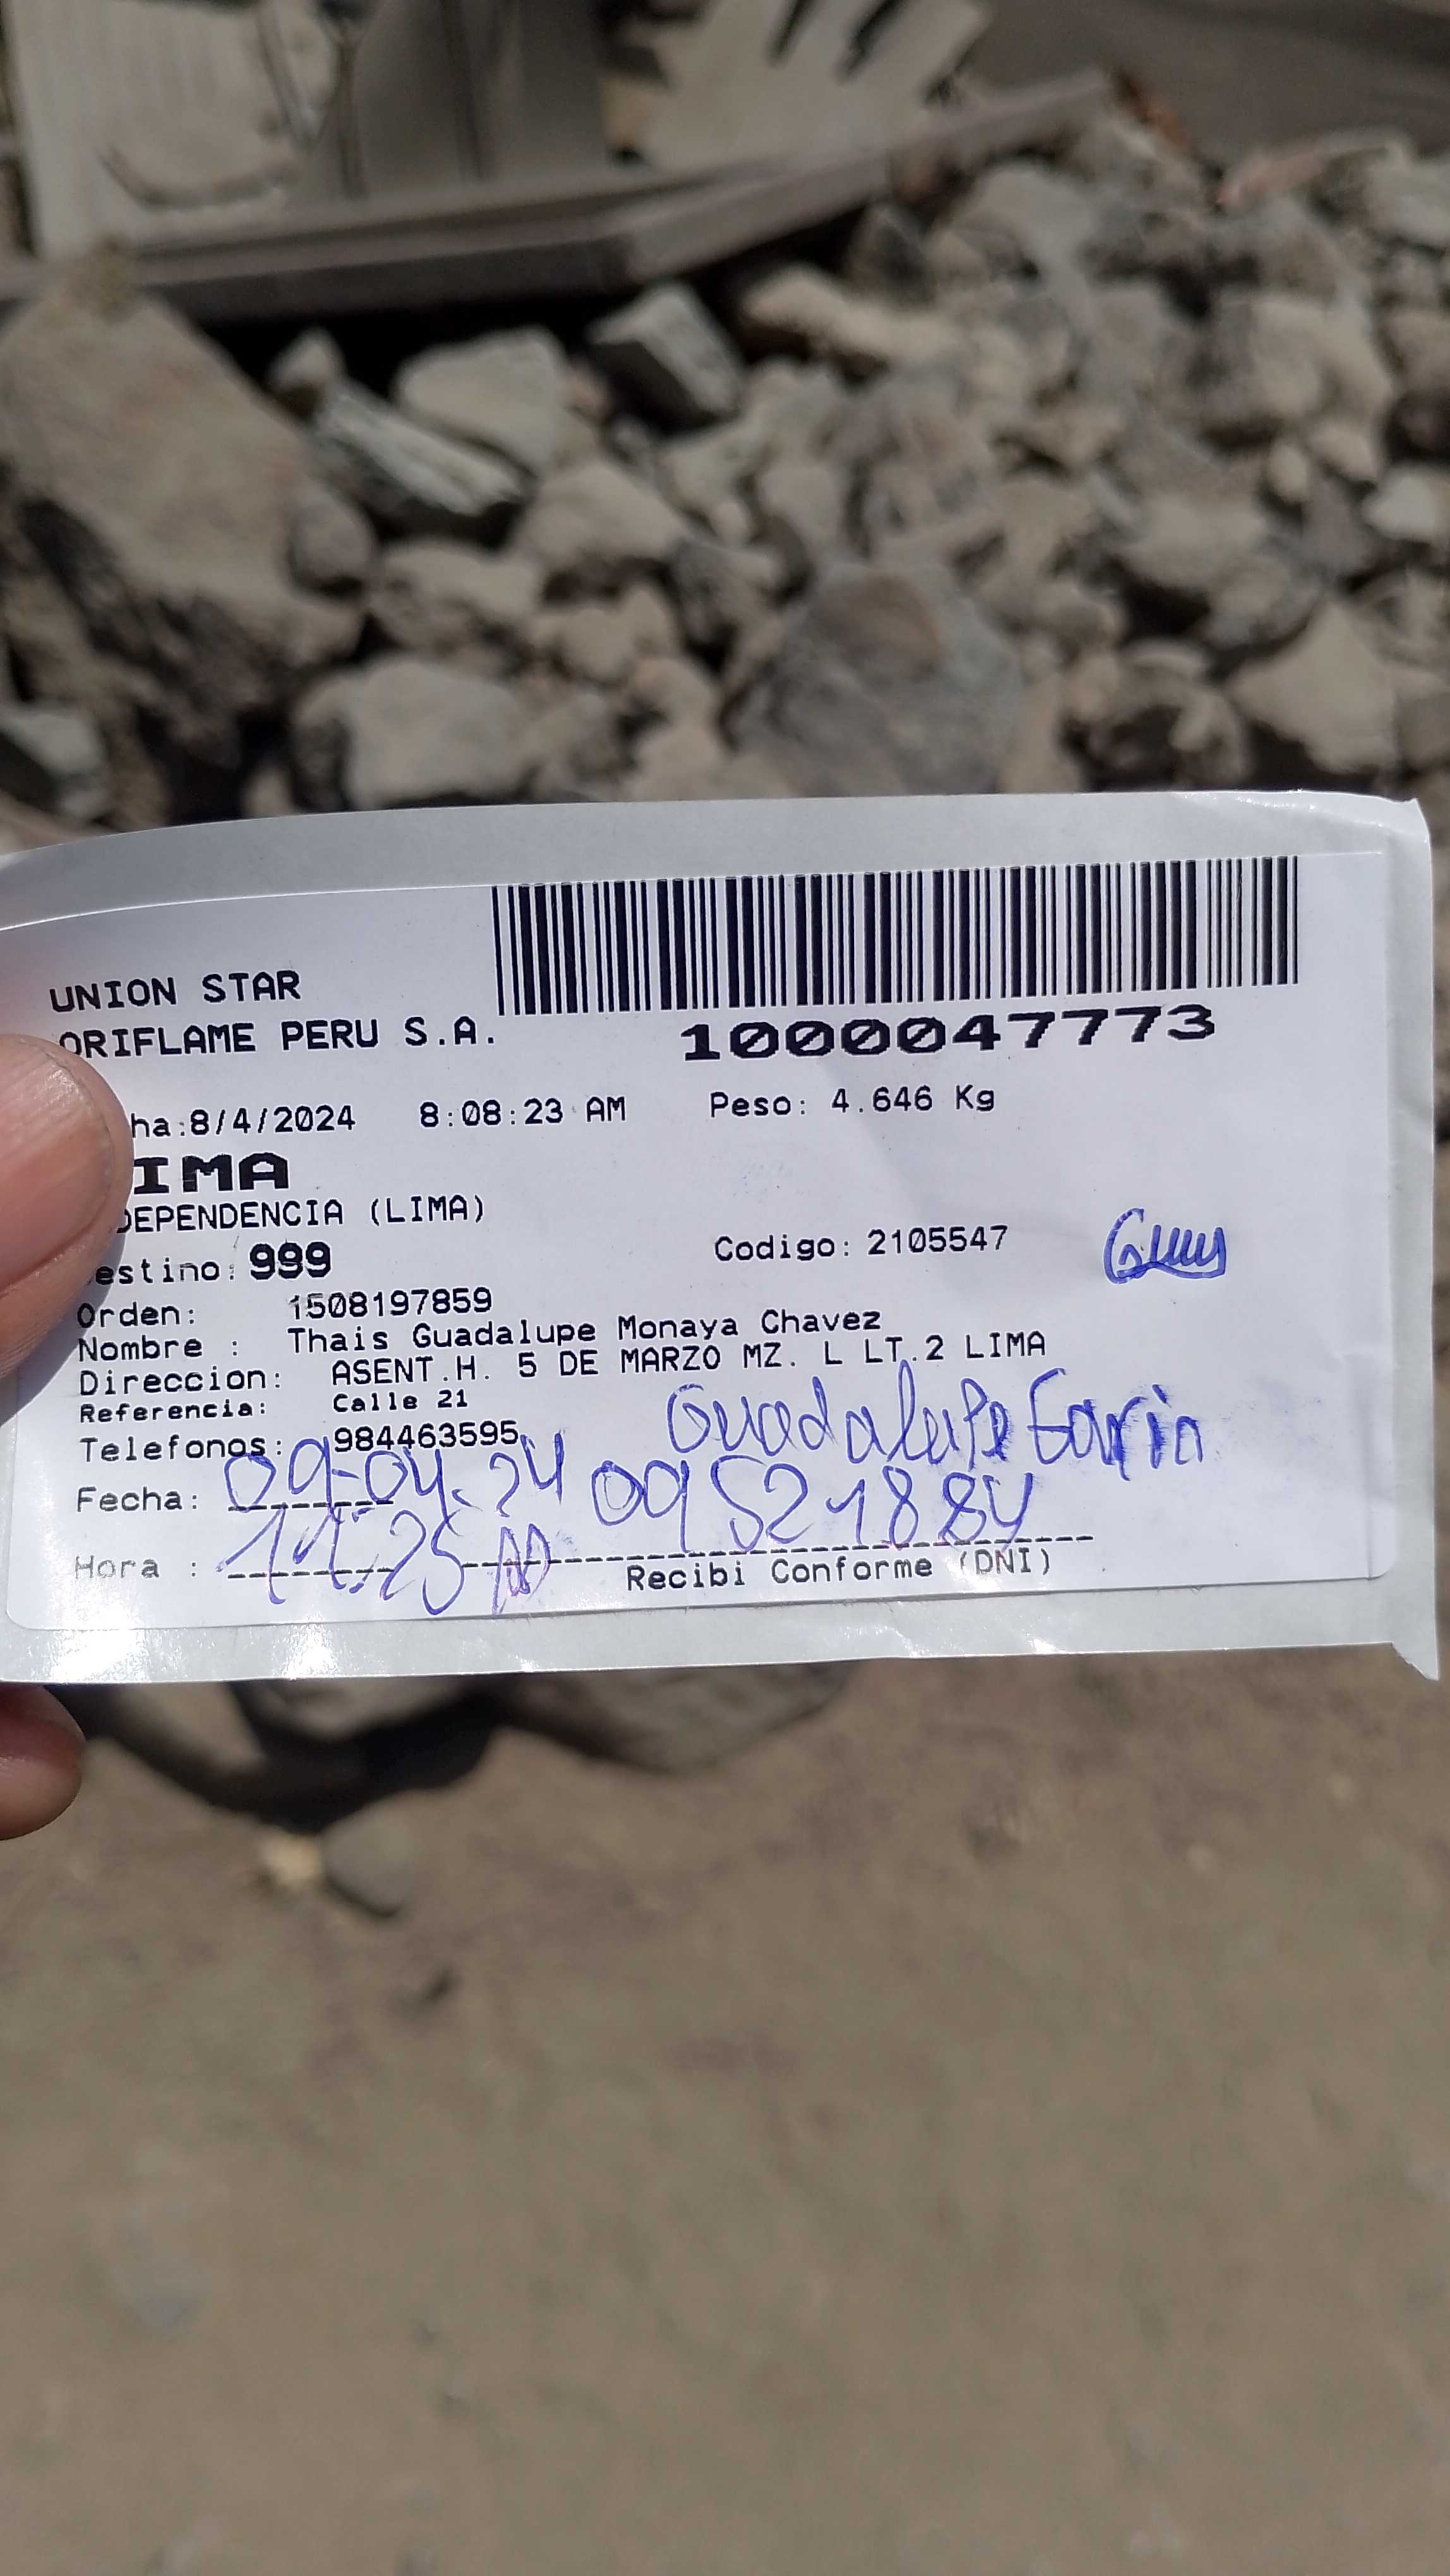 UNION STAR
ORIFLAME PERU S.A.
1000047773
ha:8/4/2024 8:08:23 AM Peso: 4.646 Kg
IMA
DEPENDENCIA (LIMA)
estino: 999 Codigo: 2105547
Orden: 1508197859
Nombre : Thais Guadalupe Monaya Chavez
Direccion: ASENT.H. 5 DE MARZO MZ. L LT.2 LIMA
Referencia: Calle 21
Telefonos: 984463595 Guadalupe
Fecha: 09-04-24 09521884
Hora : 11:25
Recibi Conforme (DNI)